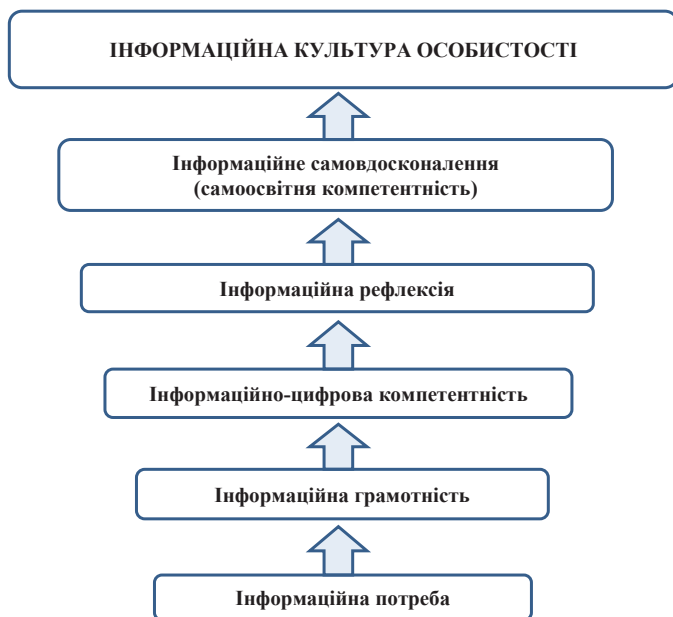 ІНФОРМАЦІЙНА КУЛЬТУРА ОСОБИСТОСТІ
Інформаційне самовдосконалення
(самоосвітня компетентність)
Інформаційна рефлексія
Інформаційно-цифрова компетентність
Інформаційна грамотність
Інформаційна потреба